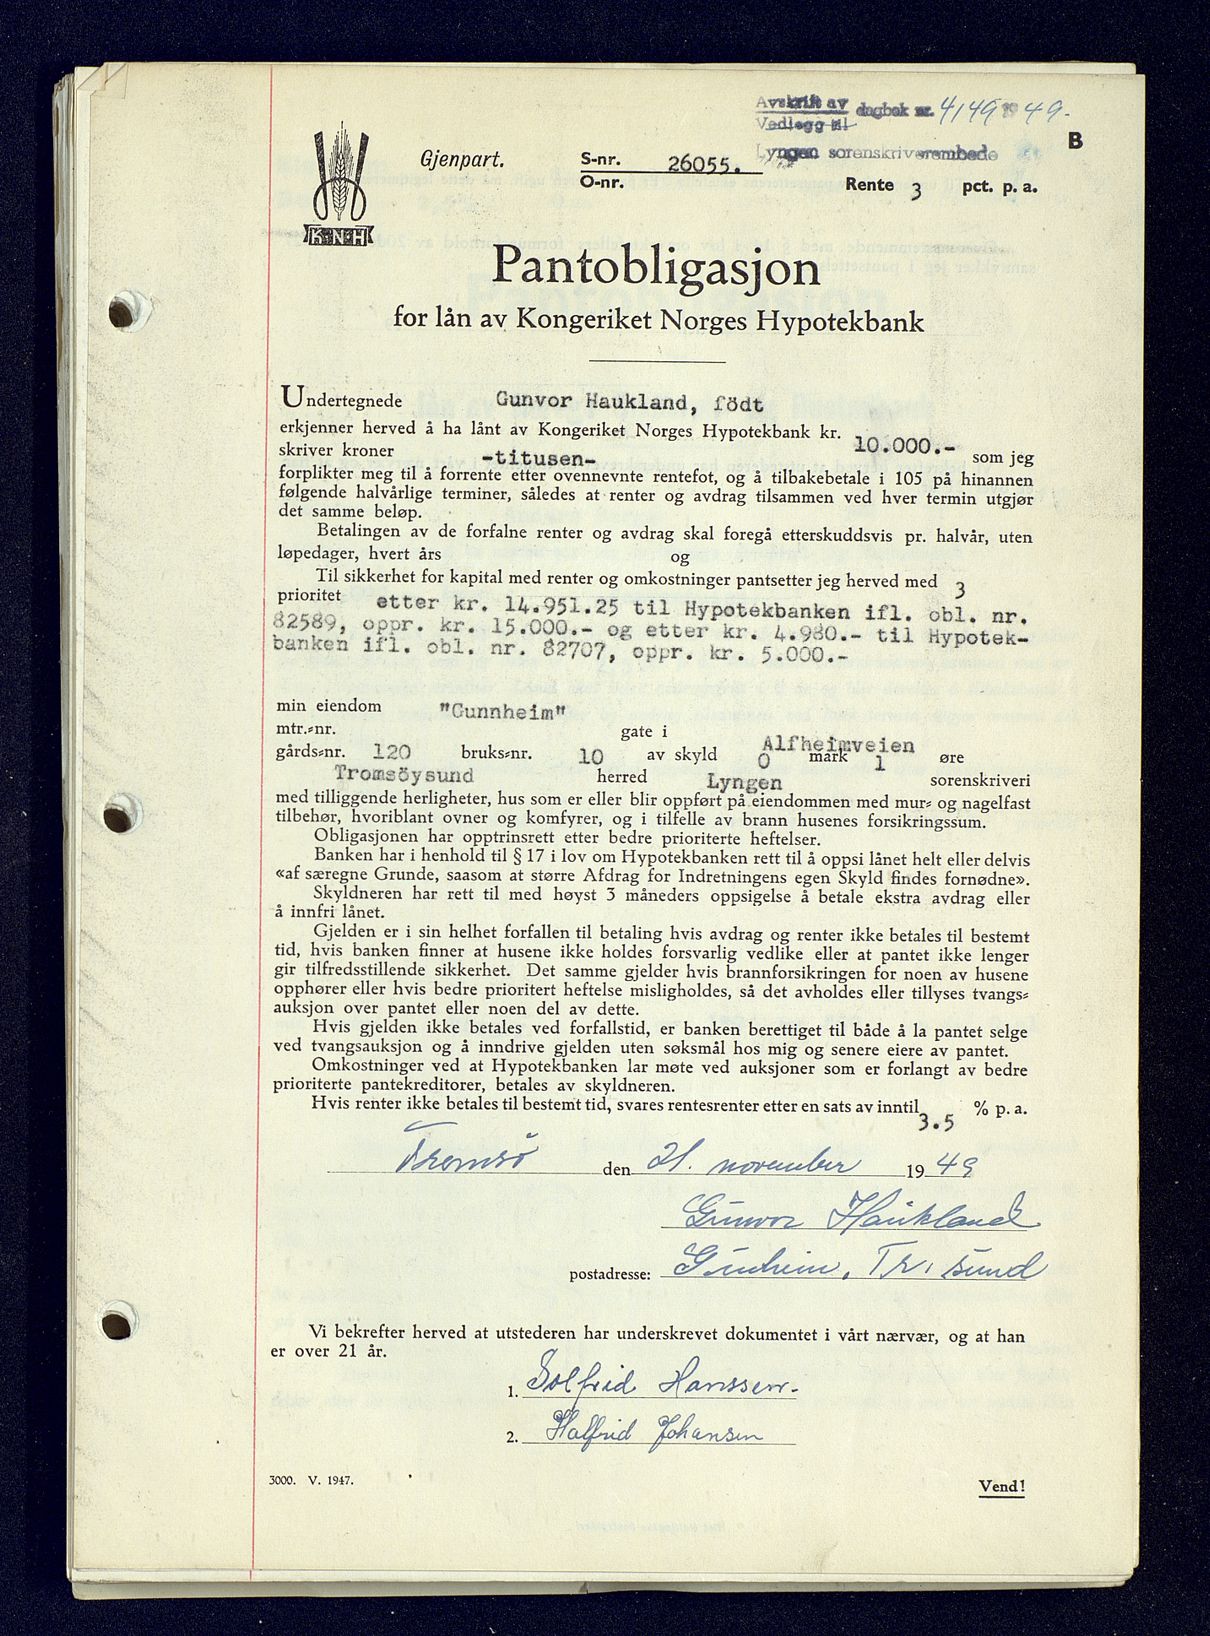 Avskrift av dagbok nr. 4149 19 49.
Vedlegg til
Lyngen sorenskriverembede
B
Gjenpart.
S-nr. 26055.
O-nr.
Rente 3 pct. p. a.
K·N·H
Pantobligasjon
for lån av Kongeriket Norges Hypotekbank
Undertegnede Gunvor Haukland, födt
erkjenner herved å ha lånt av Kongeriket Norges Hypotekbank kr. 10.000.-
skriver kroner -titusen- som jeg
forplikter meg til å forrente etter ovennevnte rentefot, og å tilbakebetale i 105 på hinannen
følgende halvårlige terminer, således at renter og avdrag tilsammen ved hver termin utgjør
det samme beløp.
Betalingen av de forfalne renter og avdrag skal foregå etterskuddsvis pr. halvår, uten
løpedager, hvert års og
Til sikkerhet for kapital med renter og omkostninger pantsetter jeg herved med 3
prioritet etter kr. 14.951.25 til Hypotekbanken ifl. obl. nr.
82589, oppr. kr. 15.000.- og etter kr. 4.980.- til Hypotek-
banken ifl. obl. nr. 82707, oppr. kr. 5.000.-
min eiendom "Gunnheim"
mtr.-nr. gate i Alfheimveien
gårds-nr. 120 bruks-nr. 10 av skyld 0 mark 1 øre
Tromsöysund herred Lyngen sorenskriveri
med tilliggende herligheter, hus som er eller blir oppført på eiendommen med mur- og nagelfast
tilbehør, hvoriblant ovner og komfyrer, og i tilfelle av brann husenes forsikringssum.
Obligasjonen har opptrinsrett etter bedre prioriterte heftelser.
Banken har i henhold til § 17 i lov om Hypotekbanken rett til å oppsi lånet helt eller delvis
«af særegne Grunde, saasom at større Afdrag for Indretningens egen Skyld findes fornødne».
Skyldneren har rett til med høyst 3 måneders oppsigelse å betale ekstra avdrag eller
å innfri lånet.
Gjelden er i sin helhet forfallen til betaling hvis avdrag og renter ikke betales til bestemt
tid, hvis banken finner at husene ikke holdes forsvarlig vedlike eller at pantet ikke lenger
gir tilfredsstillende sikkerhet. Det samme gjelder hvis brannforsikringen for noen av husene
opphører eller hvis bedre prioritert heftelse misligholdes, så det avholdes eller tillyses tvangs-
auksjon over pantet eller noen del av dette.
Hvis gjelden ikke betales ved forfallstid, er banken berettiget til både å la pantet selge
ved tvangsauksjon og å inndrive gjelden uten søksmål hos mig og senere eiere av pantet.
Omkostninger ved at Hypotekbanken lar møte ved auksjoner som er forlangt av bedre
prioriterte pantekreditorer, betales av skyldneren.
Hvis renter ikke betales til bestemt tid, svares rentesrenter etter en sats av inntil 3.5 % p. a.
Tromsø den 21. november 1949
Gunvor Haukland
postadresse: Gunheim, Tr. sund
Vi bekrefter herved at utstederen har underskrevet dokumentet i vårt nærvær, og at han
er over 21 år.
1. Solfrid Hanssen.
2. Halfrid Johansen
3000. V. 1947.
Vend!